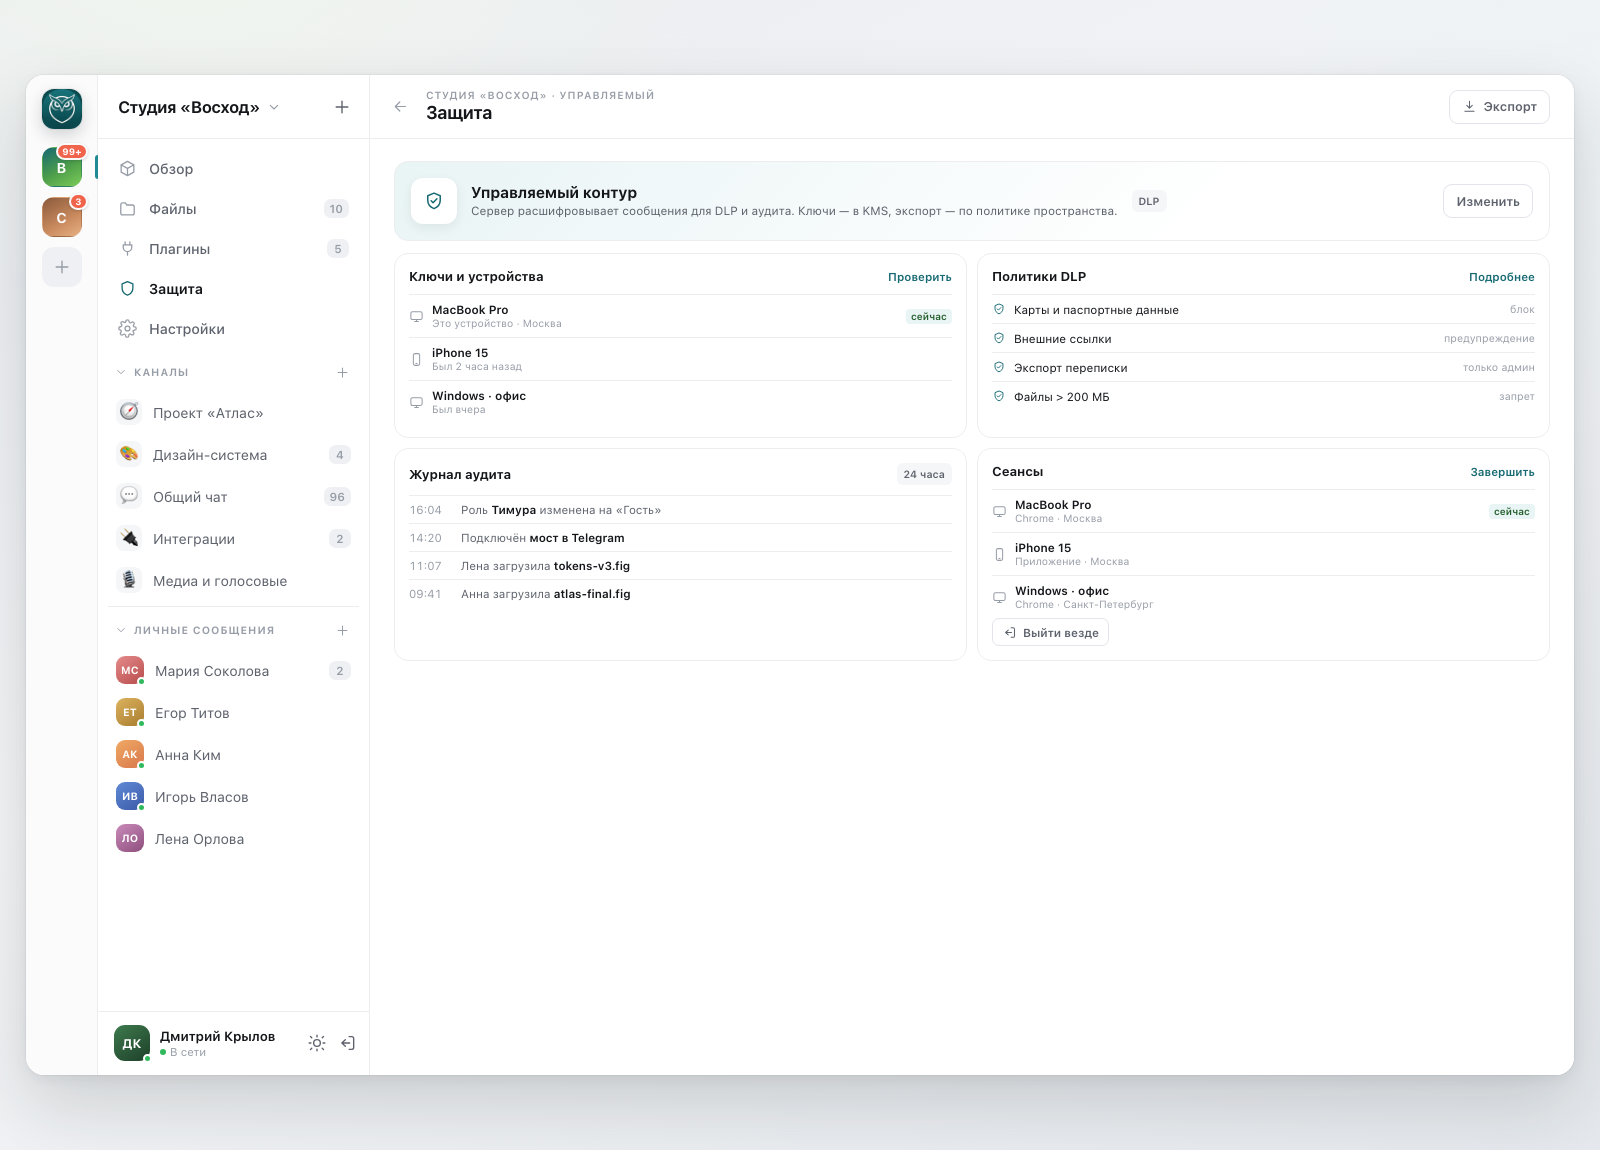 99+
В
3
С
Студия «Восход»
Обзор
Файлы 10
Плагины 5
Защита
Настройки
КАНАЛЫ
Проект «Атлас»
Дизайн-система 4
Общий чат 96
Интеграции 2
Медиа и голосовые
ЛИЧНЫЕ СООБЩЕНИЯ
МС Мария Соколова 2
ЕТ Егор Титов
АК Анна Ким
ИВ Игорь Власов
ЛО Лена Орлова
ДК Дмитрий Крылов
В сети
СТУДИЯ «ВОСХОД» · УПРАВЛЯЕМЫЙ
Защита
Экспорт
Управляемый контур
Сервер расшифровывает сообщения для DLP и аудита. Ключи — в KMS, экспорт — по политике пространства.
DLP
Изменить
Ключи и устройства Проверить
MacBook Pro
Это устройство · Москва
сейчас
iPhone 15
Был 2 часа назад
Windows · офис
Был вчера
Политики DLP Подробнее
Карты и паспортные данные блок
Внешние ссылки предупреждение
Экспорт переписки только админ
Файлы > 200 МБ запрет
Журнал аудита 24 часа
16:04 Роль Тимура изменена на «Гость»
14:20 Подключён мост в Telegram
11:07 Лена загрузила tokens-v3.fig
09:41 Анна загрузила atlas-final.fig
Сеансы Завершить
MacBook Pro
Chrome · Москва
сейчас
iPhone 15
Приложение · Москва
Windows · офис
Chrome · Санкт-Петербург
Выйти везде